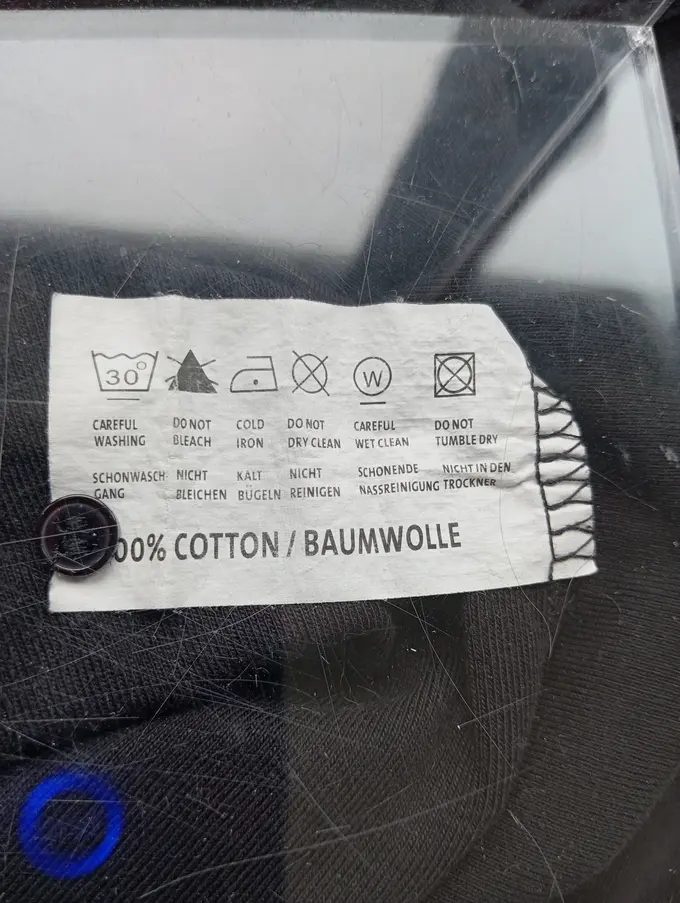 30°
W
CAREFUL WASHING
DO NOT BLEACH
COLD IRON
DO NOT DRY CLEAN
CAREFUL WET CLEAN
DO NOT TUMBLE DRY
SCHONWASCH GANG
NICHT BLEICHEN
KALT BÜGELN
NICHT REINIGEN
SCHONENDE NASSREINIGUNG
NICHT IN DEN TROCKNER
00% COTTON / BAUMWOLLE